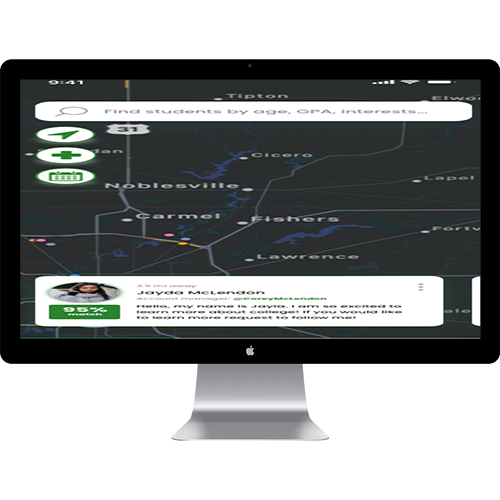 9:41
Tipton
Elwo
Find students by age, GPA, interests...
31
dan
Cicero
Lapel
Noblesville
Carmel
Fishers
Fortv
Lawrence
3.5 mi away
Jayda McLendon
Account manager: @CoreyMcLendon
95%
match
Hello, my name is Jayla. I am so excited to
learn more about college! If you would like
to learn more request to follow me!